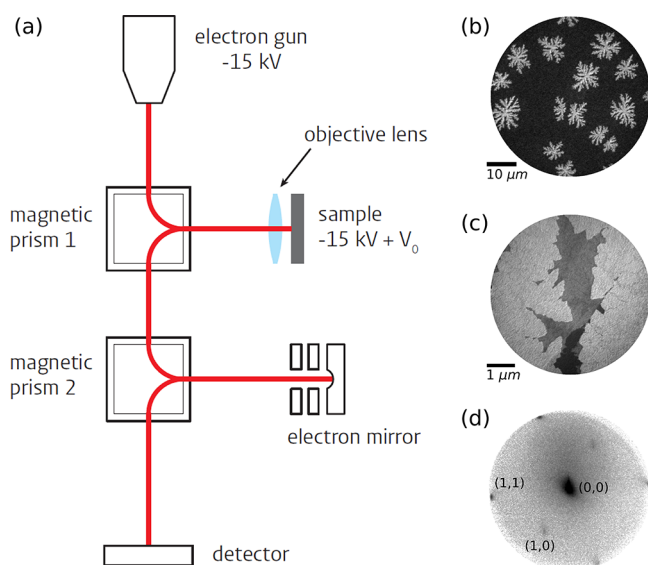 (a)
electron gun
-15 kV
objective lens
magnetic
prism 1
sample
-15 kV + V₀
magnetic
prism 2
electron mirror
detector
(b)
10 μm
(c)
1 μm
(d)
(1,1)
(0,0)
(1,0)